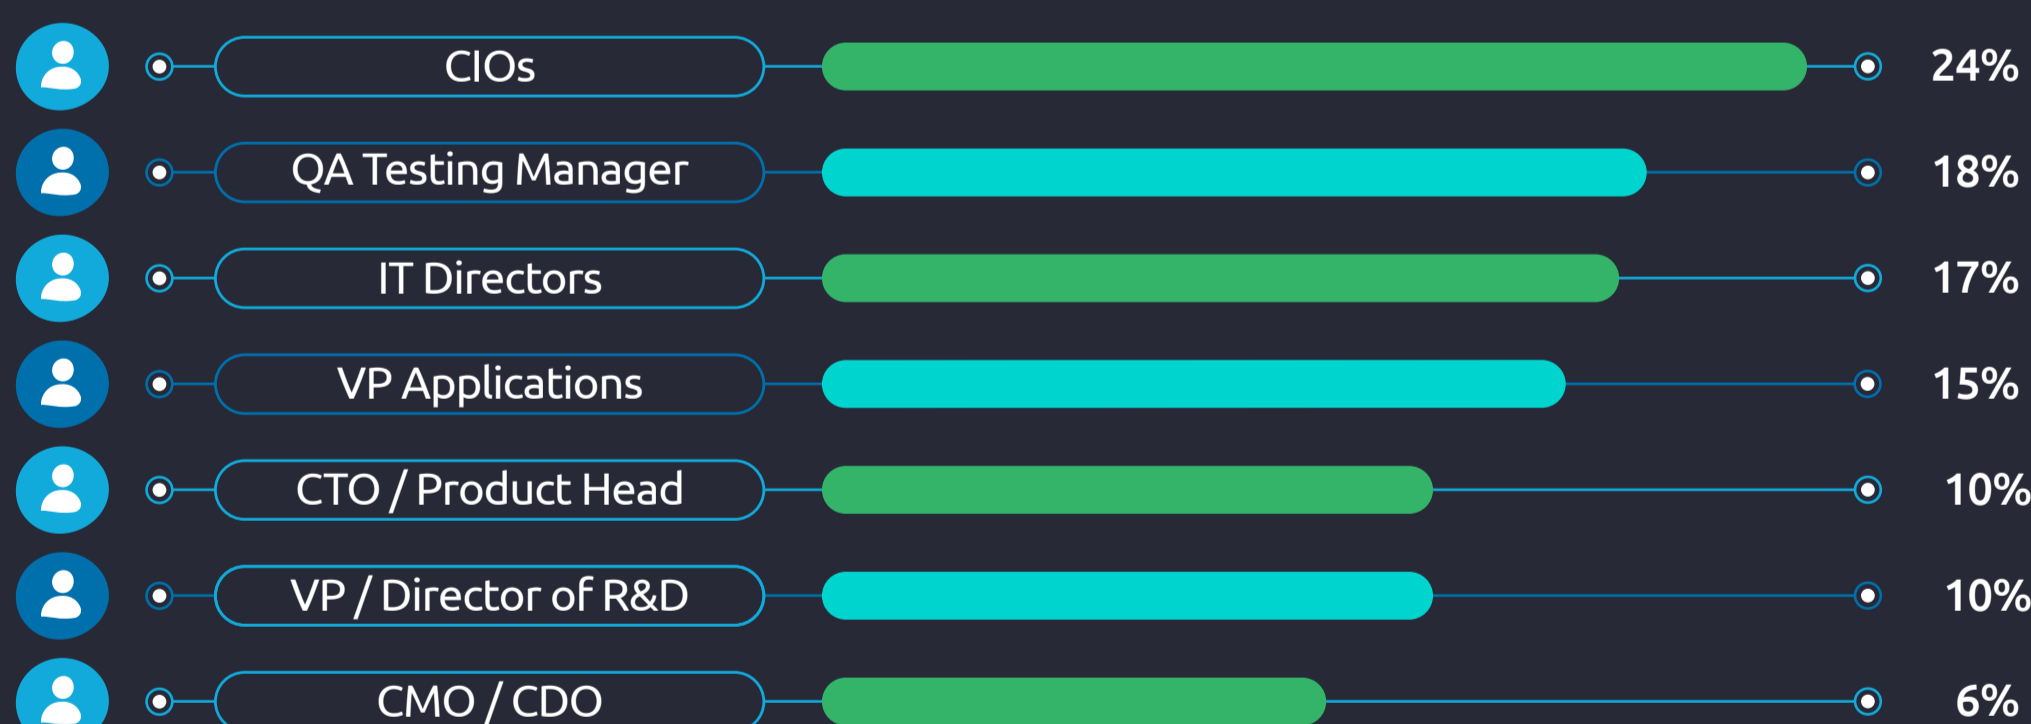 CIOs 24%
QA Testing Manager 18%
IT Directors 17%
VP Applications 15%
CTO / Product Head 10%
VP / Director of R&D 10%
CMO / CDO 6%